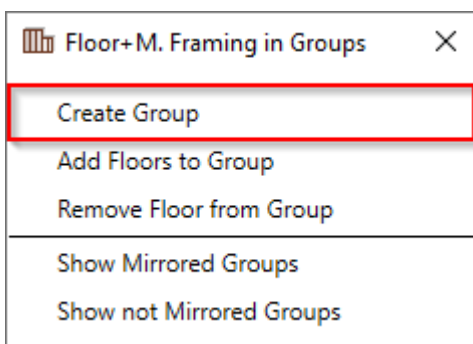 Floor+M. Framing in Groups
Create Group
Add Floors to Group
Remove Floor from Group
Show Mirrored Groups
Show not Mirrored Groups